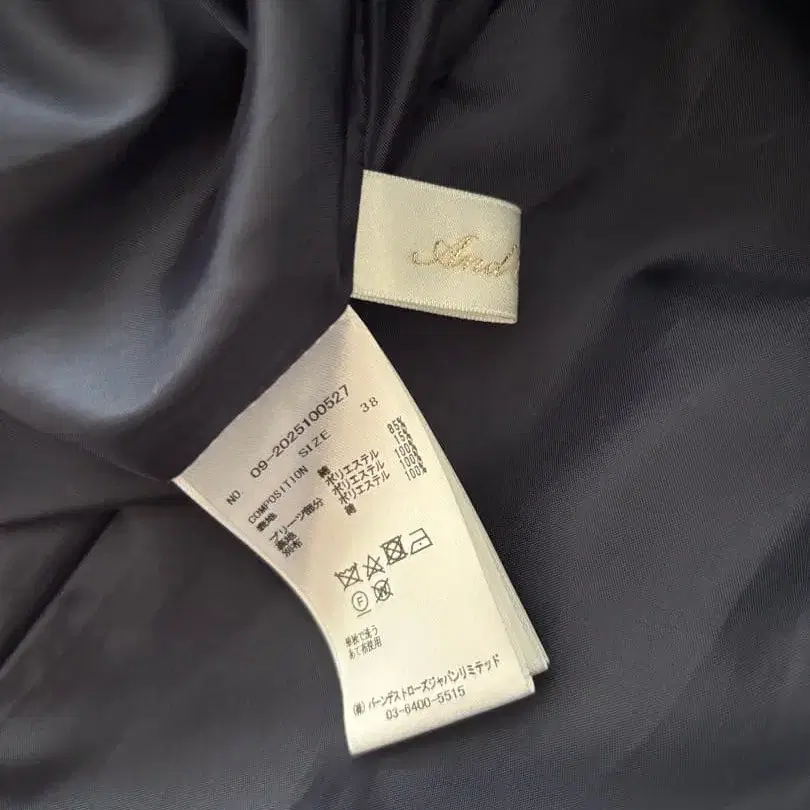 And
NO. 09-2025100527
COMPOSITION SIZE 38
表地 綿 85%
ポリエステル 15%
プリーツ部分 ポリエステル 100%
裏地 ポリエステル 100%
別布 綿 100%
F W
単独で洗う
あて布使用
(株) バーンデストローズジャパンリミテッド
03-6400-5515